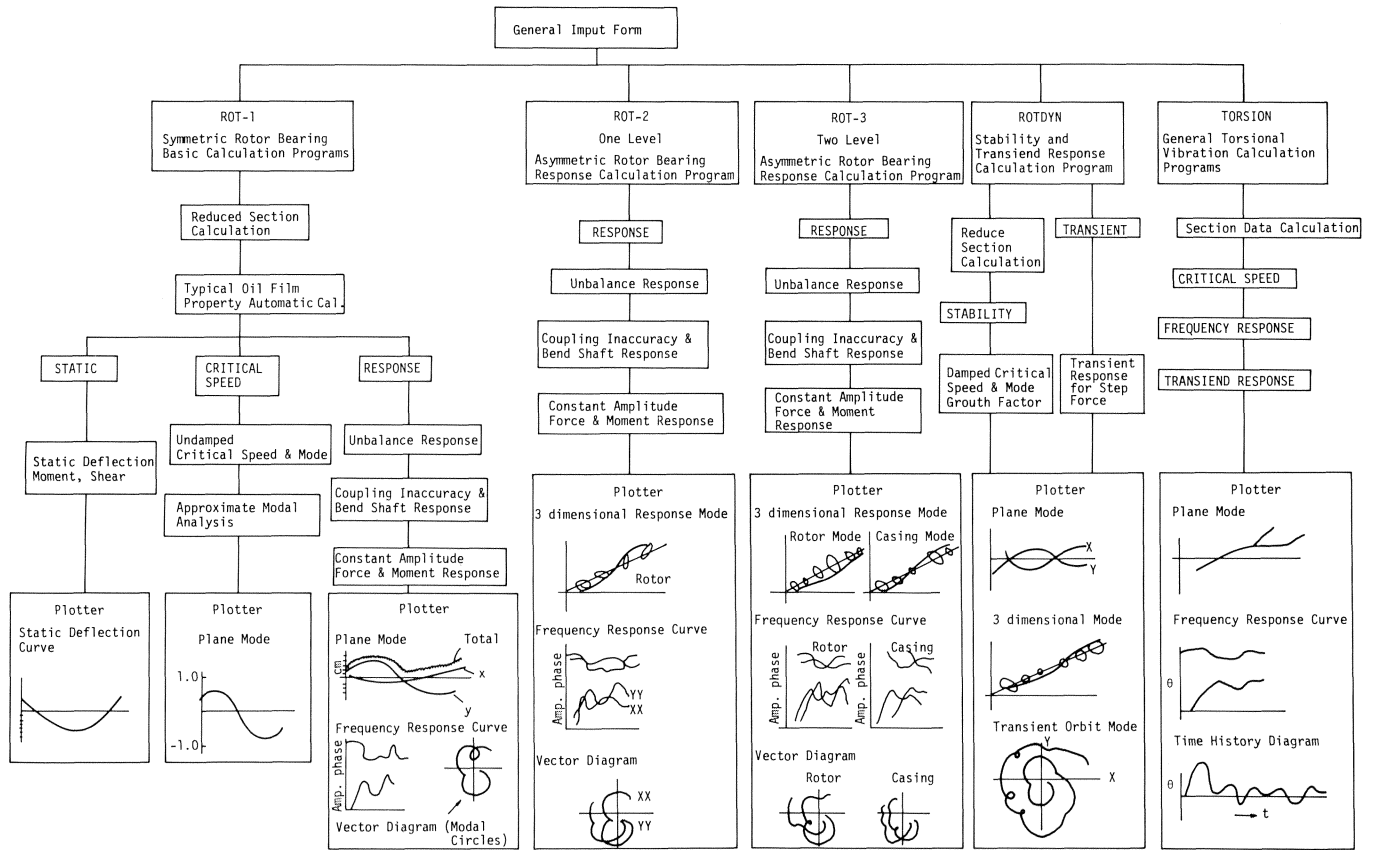 General Imput Form
ROT-1
Symmetric Rotor Bearing
Basic Calculation Programs
Reduced Section
Calculation
Typical Oil Film
Property Automatic Cal.
STATIC
CRITICAL
SPEED
RESPONSE
Static Deflection
Moment, Shear
Undamped
Critical Speed & Mode
Approximate Modal
Analysis
Unbalance Response
Coupling Inaccuracy &
Bend Shaft Response
Constant Amplitude
Force & Moment Response
Plotter
Static Deflection
Curve
Plotter
Plane Mode
1.0
-1.0
Plotter
Plane Mode
Total
cm
x
y
Frequency Response Curve
Amp. phase
Vector Diagram (Modal
Circles)
ROT-2
One Level
Asymmetric Rotor Bearing
Response Calculation Program
RESPONSE
Unbalance Response
Coupling Inaccuracy &
Bend Shaft Response
Constant Amplitude
Force & Moment Response
Plotter
3 dimensional Response Mode
Rotor
Frequency Response Curve
Amp. phase
YY
XX
Vector Diagram
XX
YY
ROT-3
Two Level
Asymmetric Rotor Bearing
Response Calculation Program
RESPONSE
Unbalance Response
Coupling Inaccuracy &
Bend Shaft Response
Constant Amplitude
Force & Moment
Response
Plotter
3 dimensional Response Mode
Rotor Mode
Casing Mode
Frequency Response Curve
Rotor
Casing
Amp. phase
Amp. phase
Vector Diagram
Rotor
Casing
ROTDYN
Stability and
Transiend Response
Calculation Program
Reduce
Section
Calculation
TRANSIENT
STABILITY
Damped Critical
Speed & Mode
Grouth Factor
Transient
Response
for Step
Force
Plotter
Plane Mode
X
Y
3 dimensional Mode
Transient Orbit Mode
Y
X
TORSION
General Torsional
Vibration Calculation
Programs
Section Data Calculation
CRITICAL SPEED
FREQUENCY RESPONSE
TRANSIEND RESPONSE
Plotter
Plane Mode
Frequency Response Curve
θ
Time History Diagram
θ
t